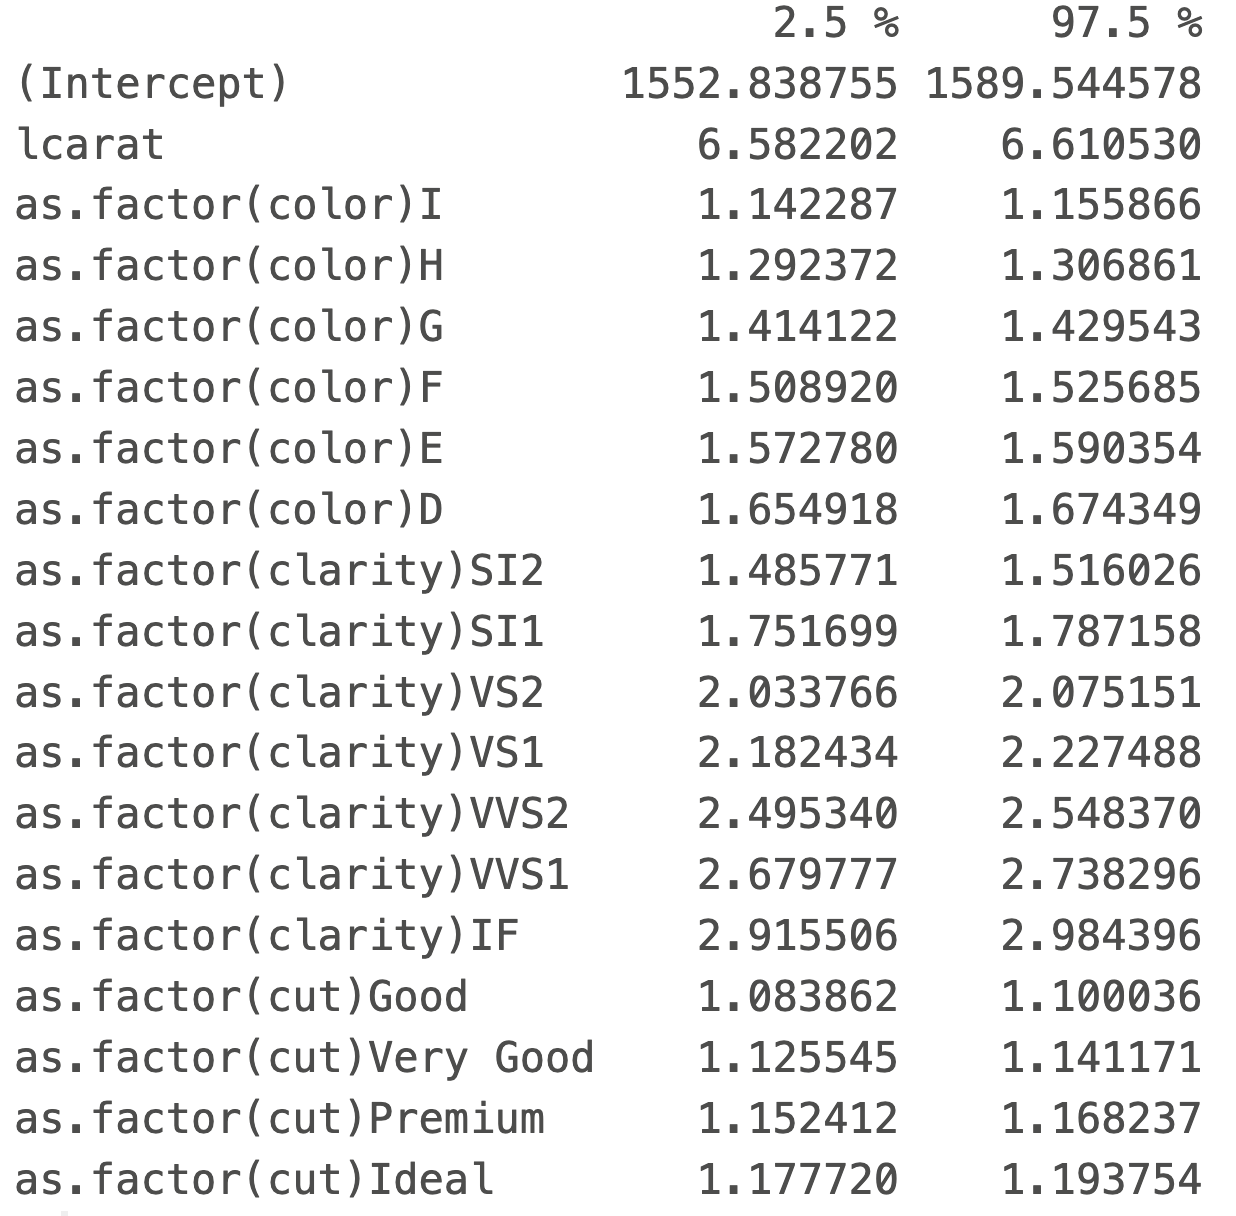 2.5 % 97.5 %
(Intercept) 1552.838755 1589.544578
lcarat 6.582202 6.610530
as.factor(color)I 1.142287 1.155866
as.factor(color)H 1.292372 1.306861
as.factor(color)G 1.414122 1.429543
as.factor(color)F 1.508920 1.525685
as.factor(color)E 1.572780 1.590354
as.factor(color)D 1.654918 1.674349
as.factor(clarity)SI2 1.485771 1.516026
as.factor(clarity)SI1 1.751699 1.787158
as.factor(clarity)VS2 2.033766 2.075151
as.factor(clarity)VS1 2.182434 2.227488
as.factor(clarity)VVS2 2.495340 2.548370
as.factor(clarity)VVS1 2.679777 2.738296
as.factor(clarity)IF 2.915506 2.984396
as.factor(cut)Good 1.083862 1.100036
as.factor(cut)Very Good 1.125545 1.141171
as.factor(cut)Premium 1.152412 1.168237
as.factor(cut)Ideal 1.177720 1.193754